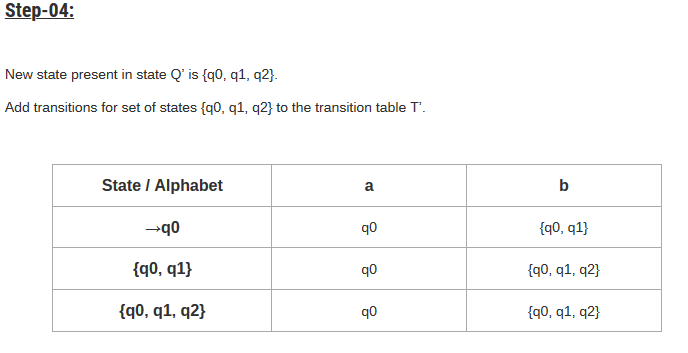 Step-04:
New state present in state Q’ is {q0, q1, q2}.
Add transitions for set of states {q0, q1, q2} to the transition table T’.
State / Alphabet a b
→q0 q0 {q0, q1}
{q0, q1} q0 {q0, q1, q2}
{q0, q1, q2} q0 {q0, q1, q2}